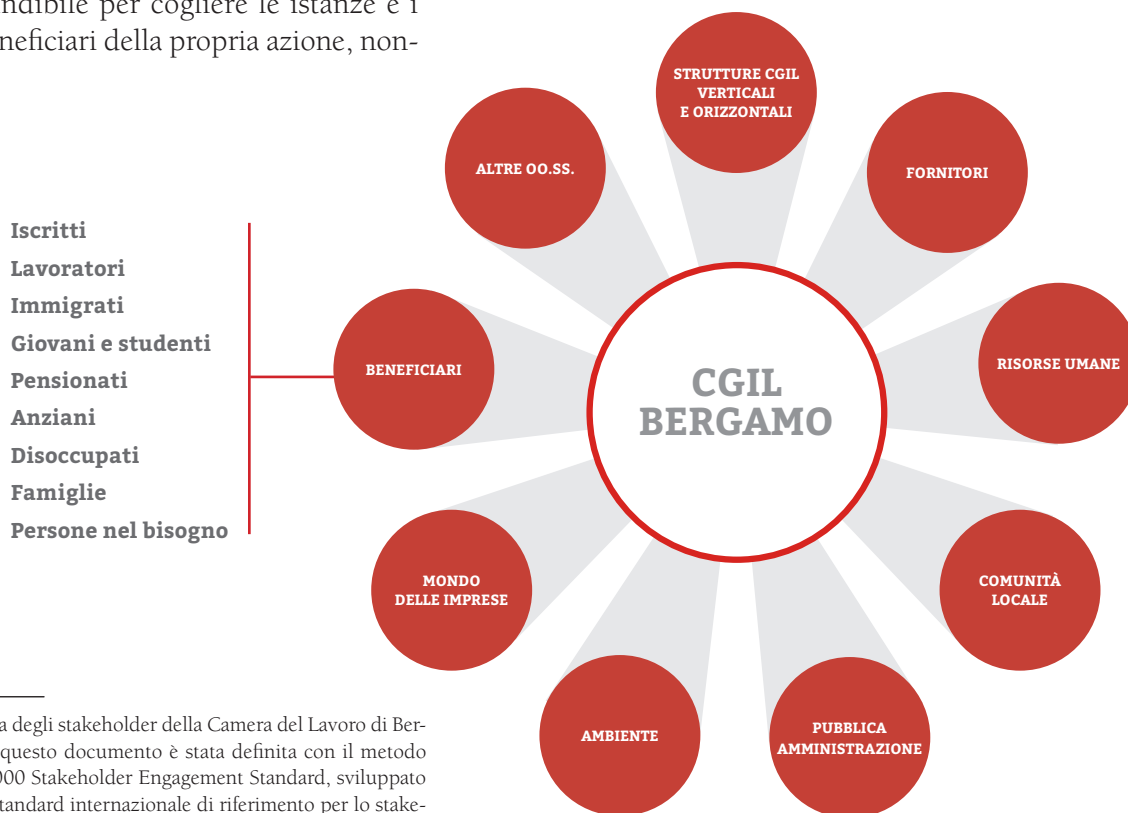 ndibile per cogliere le istanze e i
neficiari della propria azione, non-
STRUTTURE CGIL
VERTICALI
E ORIZZONTALI
ALTRE OO.SS.
FORNITORI
Iscritti
Lavoratori
Immigrati
Giovani e studenti
Pensionati
Anziani
Disoccupati
Famiglie
Persone nel bisogno
BENEFICIARI
CGIL
BERGAMO
RISORSE UMANE
MONDO
DELLE IMPRESE
COMUNITÀ
LOCALE
AMBIENTE
PUBBLICA
AMMINISTRAZIONE
a degli stakeholder della Camera del Lavoro di Ber-
questo documento è stata definita con il metodo
000 Stakeholder Engagement Standard, sviluppato
standard internazionale di riferimento per lo stake-